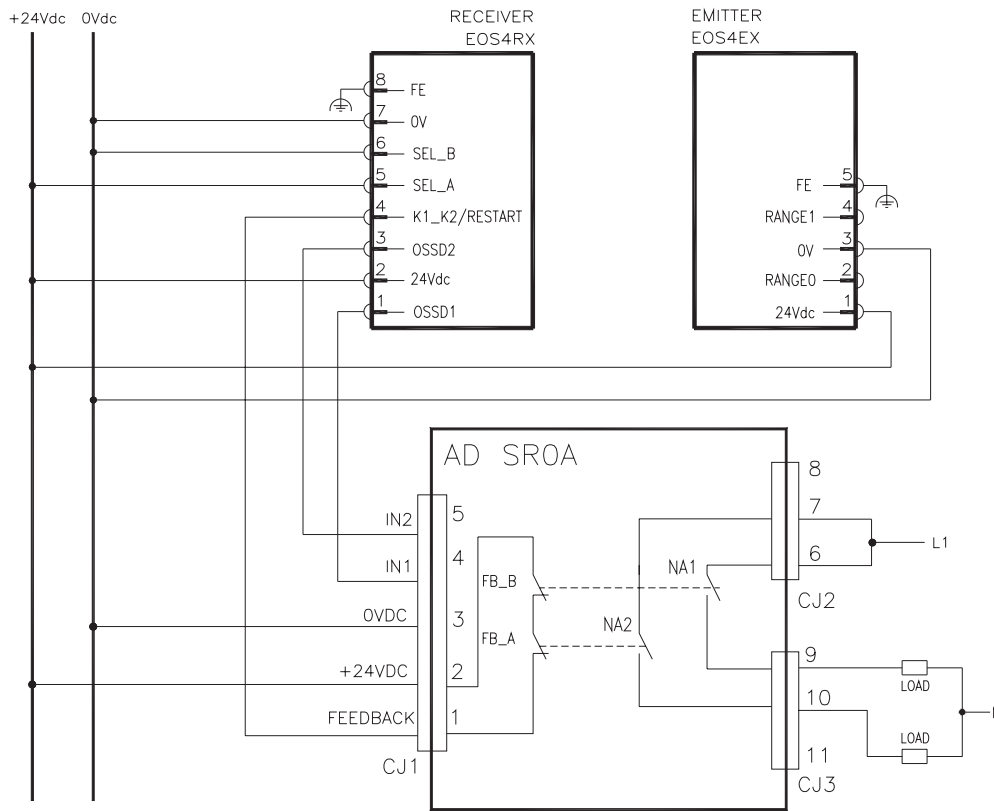 +24Vdc 0Vdc
RECEIVER
EOS4RX
EMITTER
EOS4EX
8 FE
7 0V
6 SEL_B
5 SEL_A
4 K1_K2/RESTART
3 OSSD2
2 24Vdc
1 OSSD1
FE 5
RANGE1 4
0V 3
RANGE0 2
24Vdc 1
AD SR0A
IN2 5
IN1 4
0VDC 3
+24VDC 2
FEEDBACK 1
CJ1
FB_B
FB_A
NA1
NA2
8
7
6
L1
CJ2
9
LOAD
10
LOAD
11
CJ3